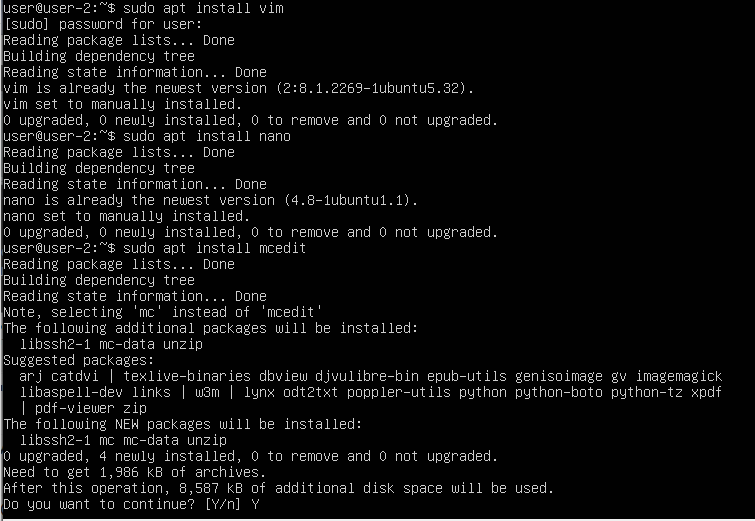 user@user-2:~$ sudo apt install vim
[sudo] password for user:
Reading package lists... Done
Building dependency tree
Reading state information... Done
vim is already the newest version (2:8.1.2269-1ubuntu5.32).
vim set to manually installed.
0 upgraded, 0 newly installed, 0 to remove and 0 not upgraded.
user@user-2:~$ sudo apt install nano
Reading package lists... Done
Building dependency tree
Reading state information... Done
nano is already the newest version (4.8-1ubuntu1.1).
nano set to manually installed.
0 upgraded, 0 newly installed, 0 to remove and 0 not upgraded.
user@user-2:~$ sudo apt install mcedit
Reading package lists... Done
Building dependency tree
Reading state information... Done
Note, selecting 'mc' instead of 'mcedit'
The following additional packages will be installed:
  libssh2-1 mc-data unzip
Suggested packages:
  arj catdvi | texlive-binaries dbview djvulibre-bin epub-utils genisoimage gv imagemagick
  libaspell-dev links | w3m | lynx odt2txt poppler-utils python python-boto python-tz xpdf
  | pdf-viewer zip
The following NEW packages will be installed:
  libssh2-1 mc mc-data unzip
0 upgraded, 4 newly installed, 0 to remove and 0 not upgraded.
Need to get 1,986 kB of archives.
After this operation, 8,587 kB of additional disk space will be used.
Do you want to continue? [Y/n] Y